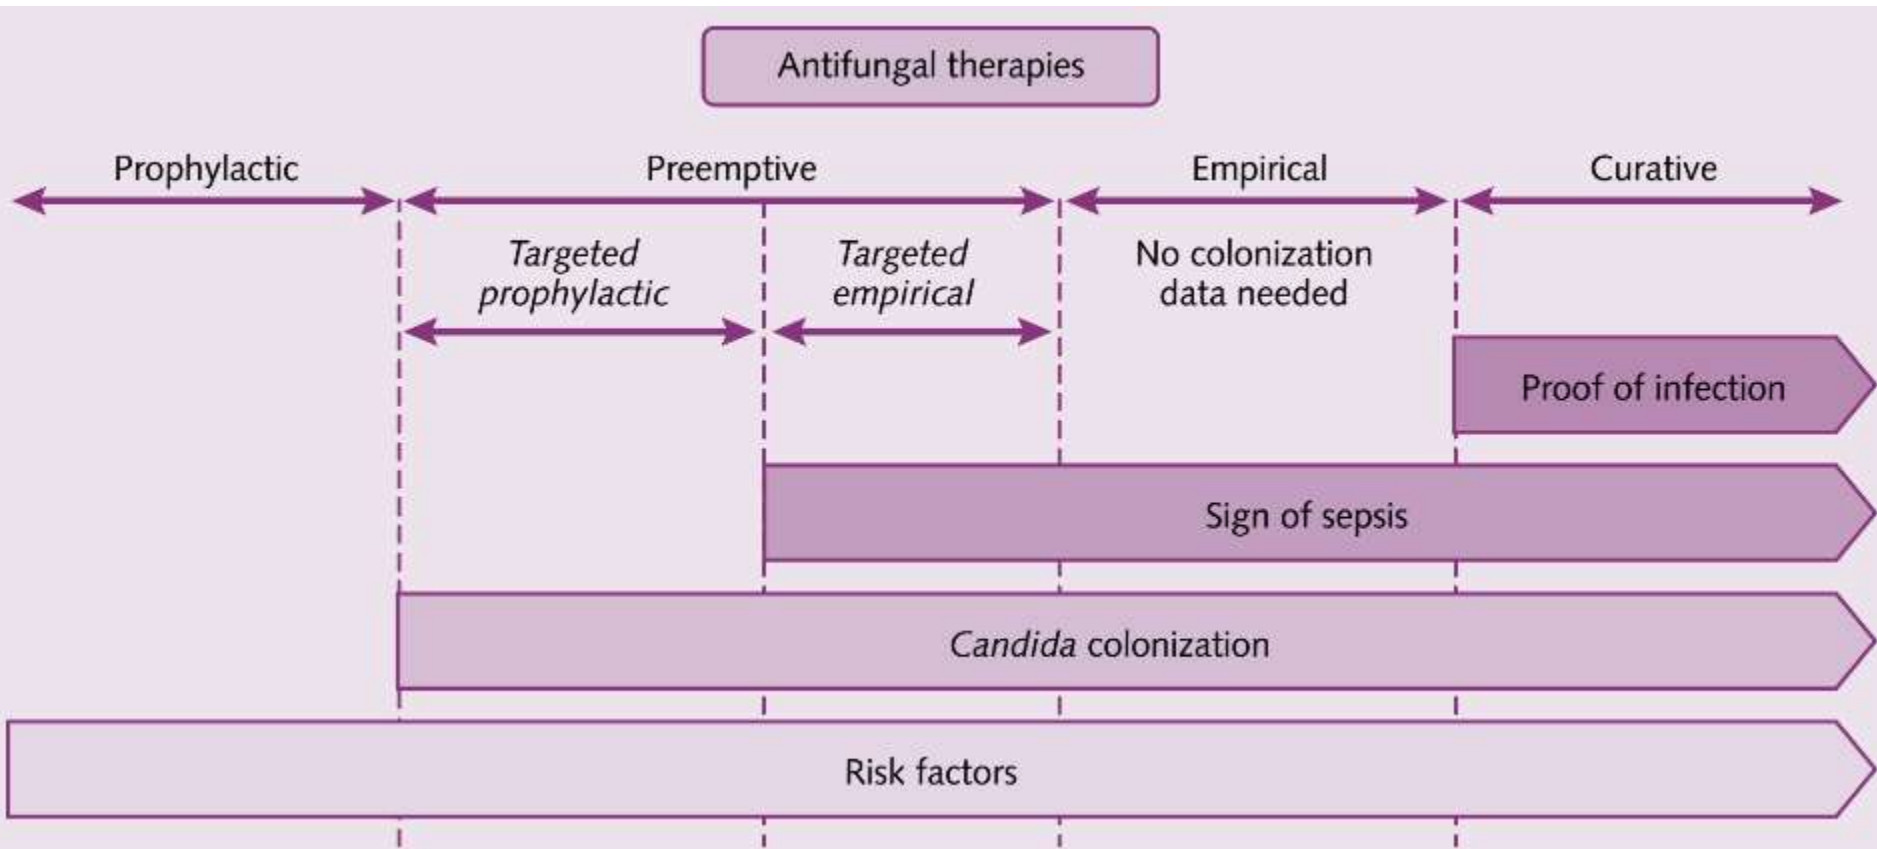 Antifungal therapies
Prophylactic
Preemptive
Empirical
Curative
Targeted
prophylactic
Targeted
empirical
No colonization
data needed
Proof of infection
Sign of sepsis
Candida colonization
Risk factors